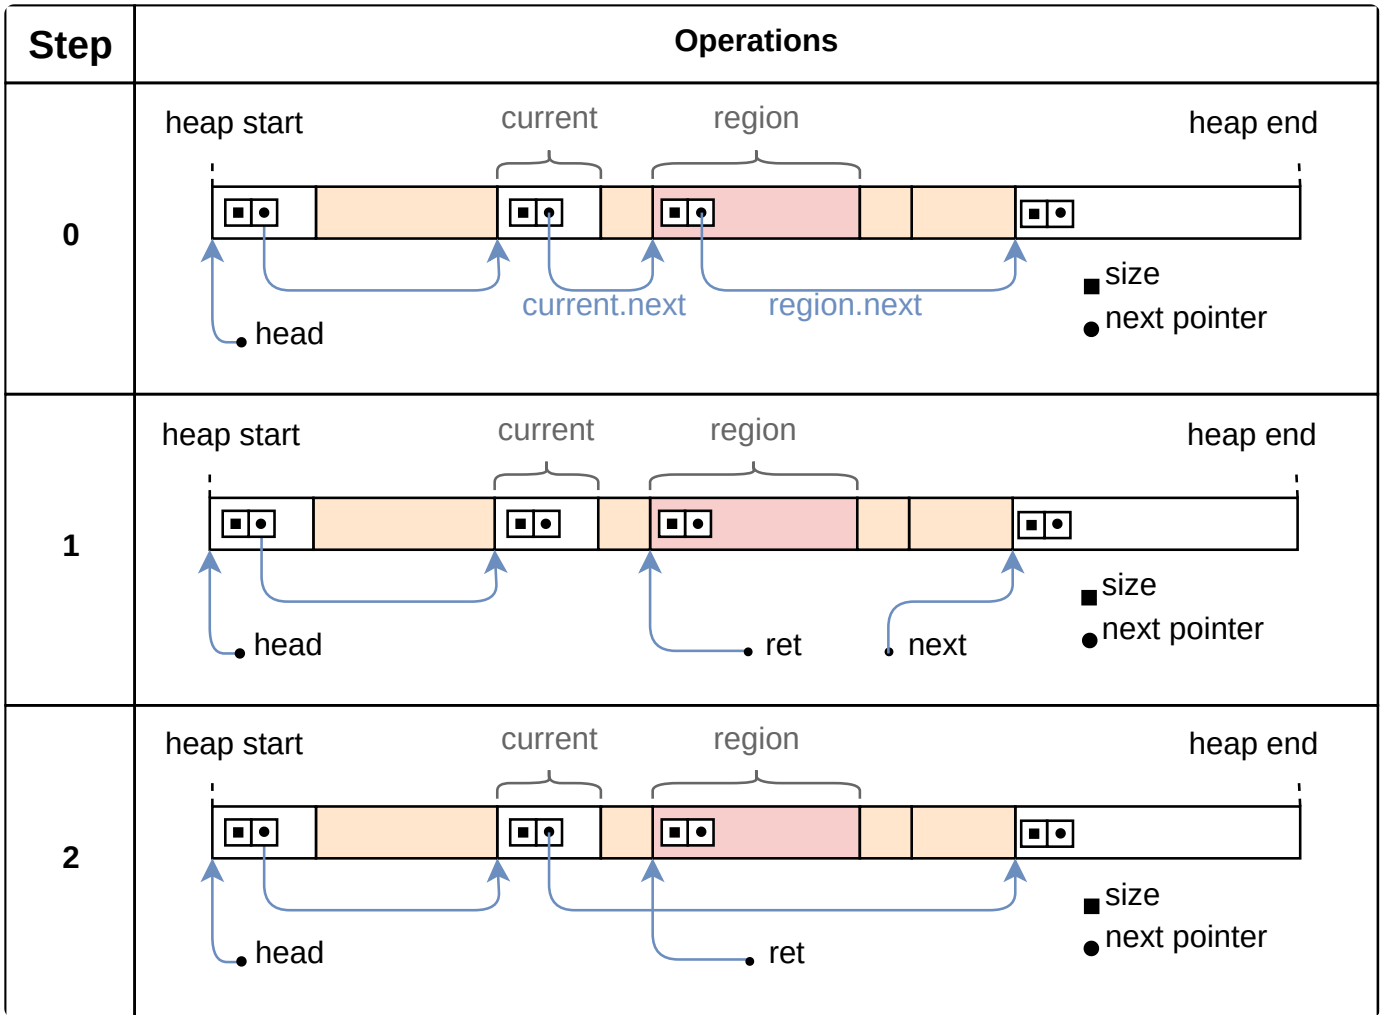 Step
Operations
heap start
current
region
heap end
0
size
current.next
region.next
next pointer
head
heap start
current
region
heap end
1
size
next pointer
head
ret
next
heap start
current
region
heap end
2
size
next pointer
head
ret